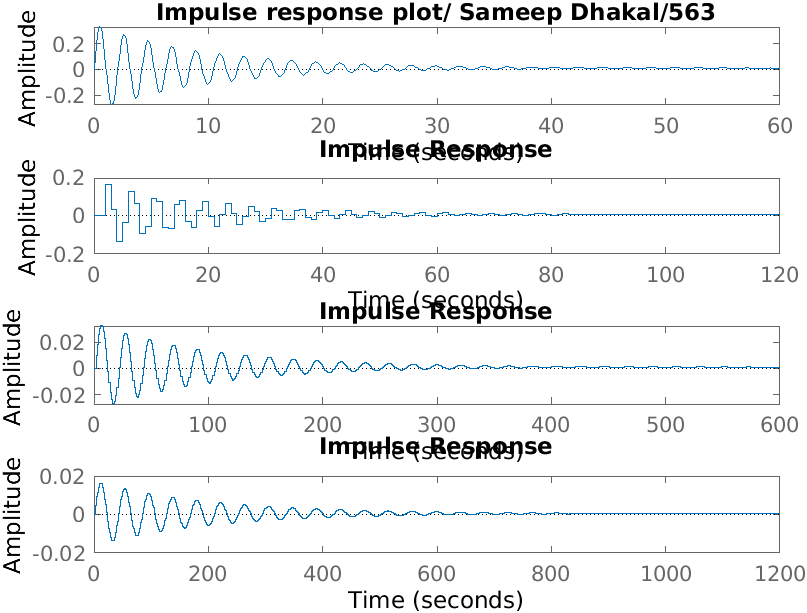 Impulse response plot/ Sameep Dhakal/563
Amplitude
0.2
0
-0.2
0 10 20 30 40 50 60
Time (seconds)
Impulse Response
Amplitude
0.2
0
-0.2
0 20 40 60 80 100 120
Time (seconds)
Impulse Response
Amplitude
0.02
0
-0.02
0 100 200 300 400 500 600
Time (seconds)
Impulse Response
Amplitude
0.02
0
-0.02
0 200 400 600 800 1000 1200
Time (seconds)